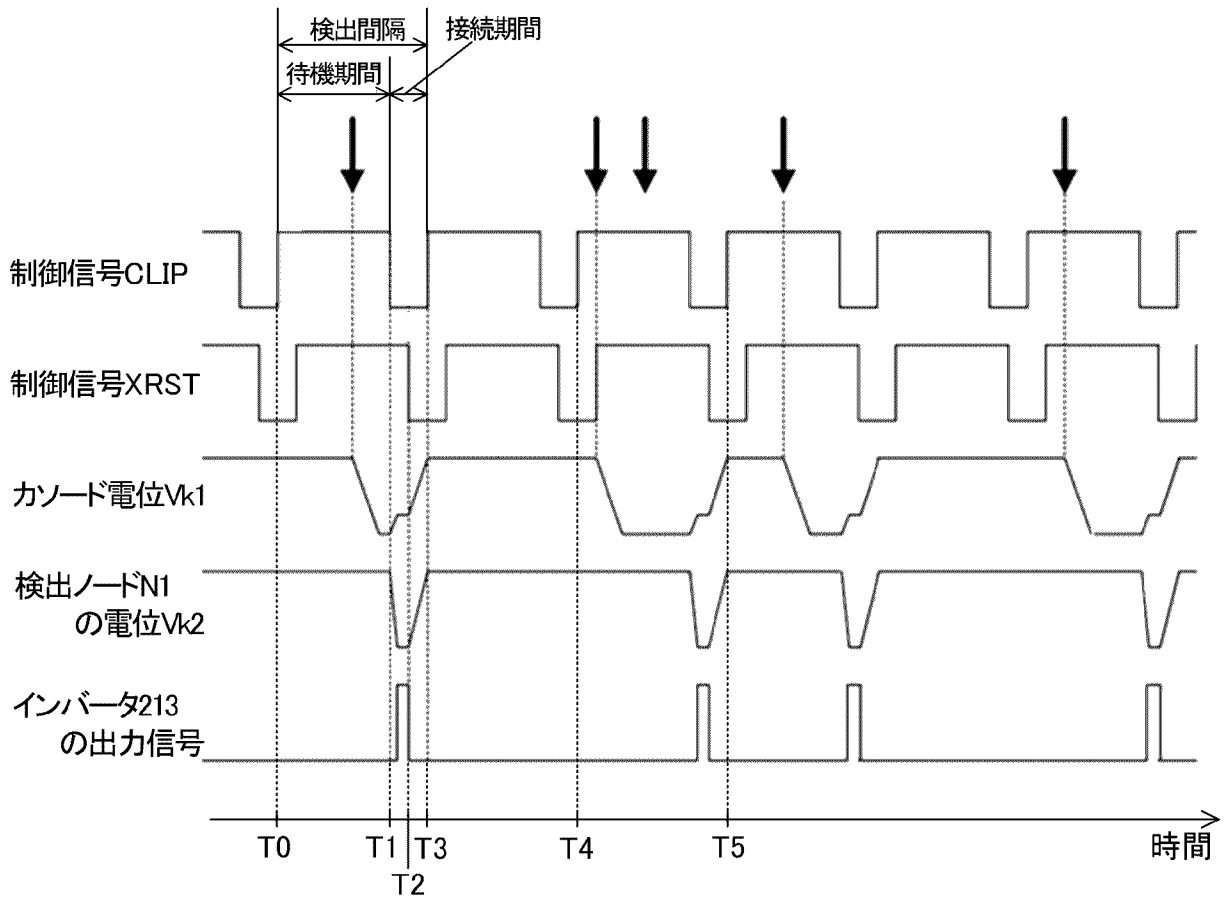 検出間隔
接続期間
待機期間
制御信号CLIP
制御信号XRST
カソード電位Vk1
検出ノードN1
の電位Vk2
インバータ213
の出力信号
T0
T1
T3
T4
T5
時間
T2